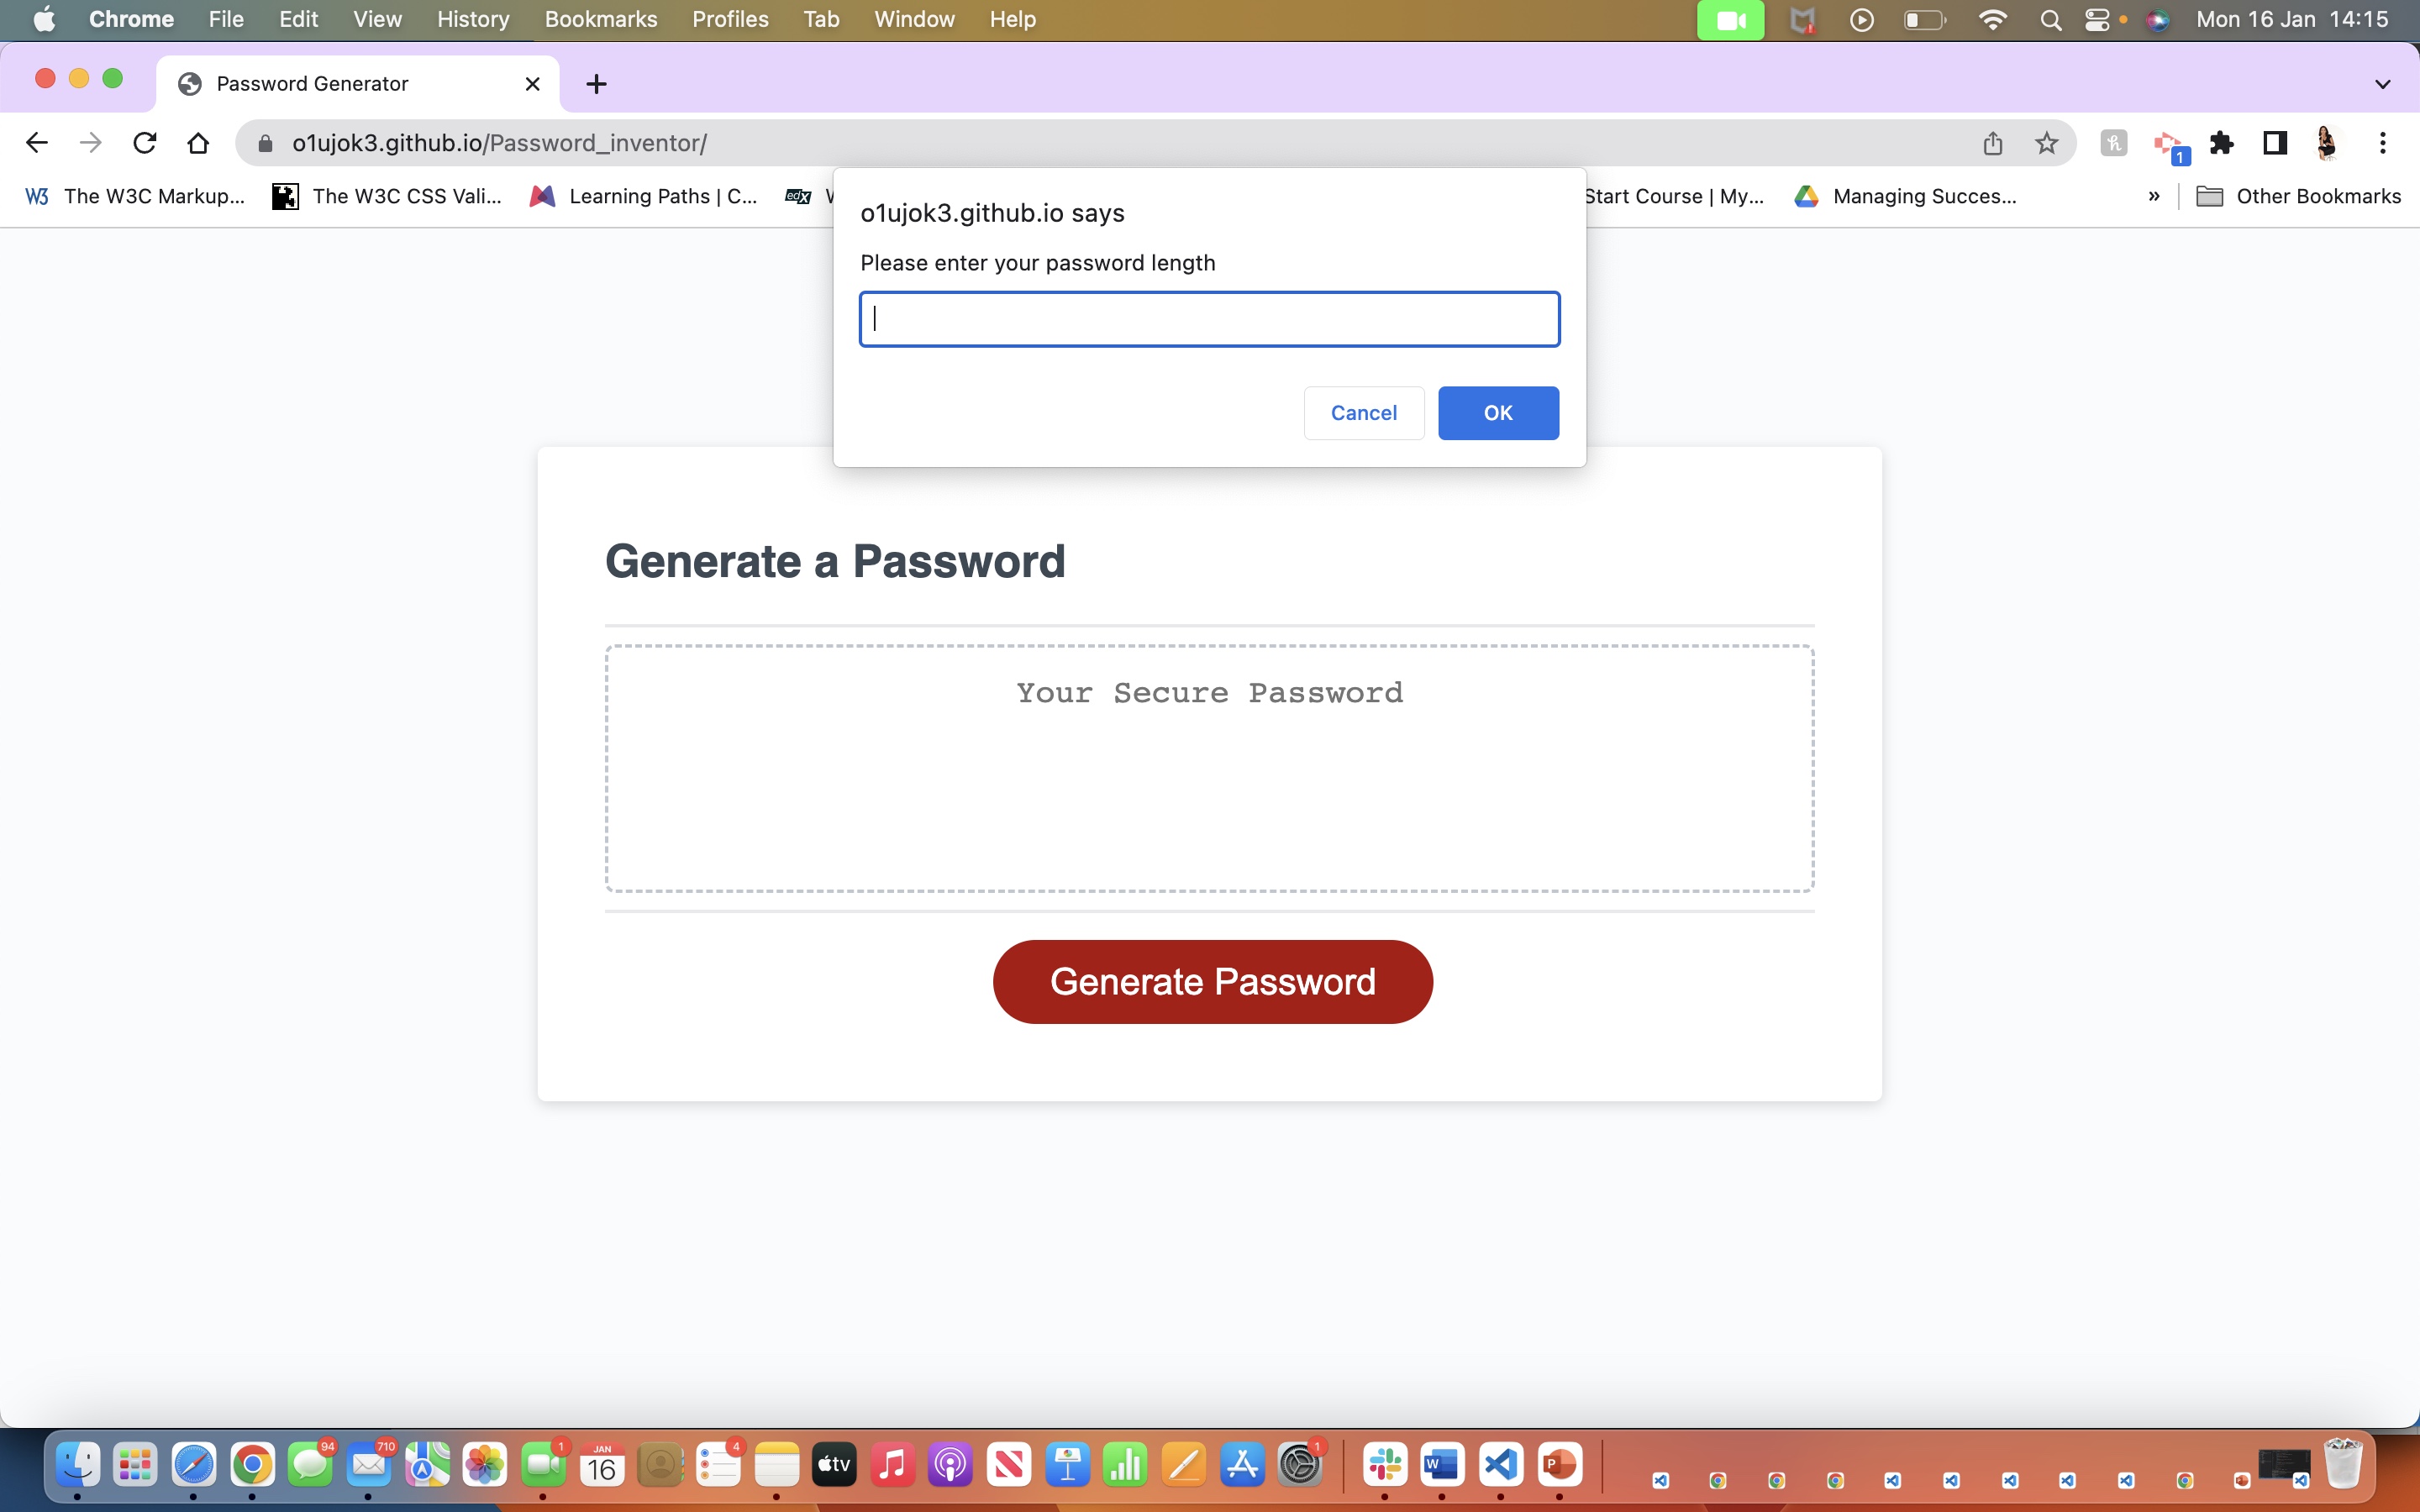 Chrome File Edit View History Bookmarks Profiles Tab Window Help Mon 16 Jan 14:15
Password Generator
o1ujok3.github.io/Password_inventor/
1
W3 The W3C Markup... The W3C CSS Vali... Learning Paths | C... edX Start Course | My... Managing Succes... » Other Bookmarks
o1ujok3.github.io says
Please enter your password length
Cancel OK
Generate a Password
Your Secure Password
Generate Password
94 710 1 JAN 4 1
16 tv W P